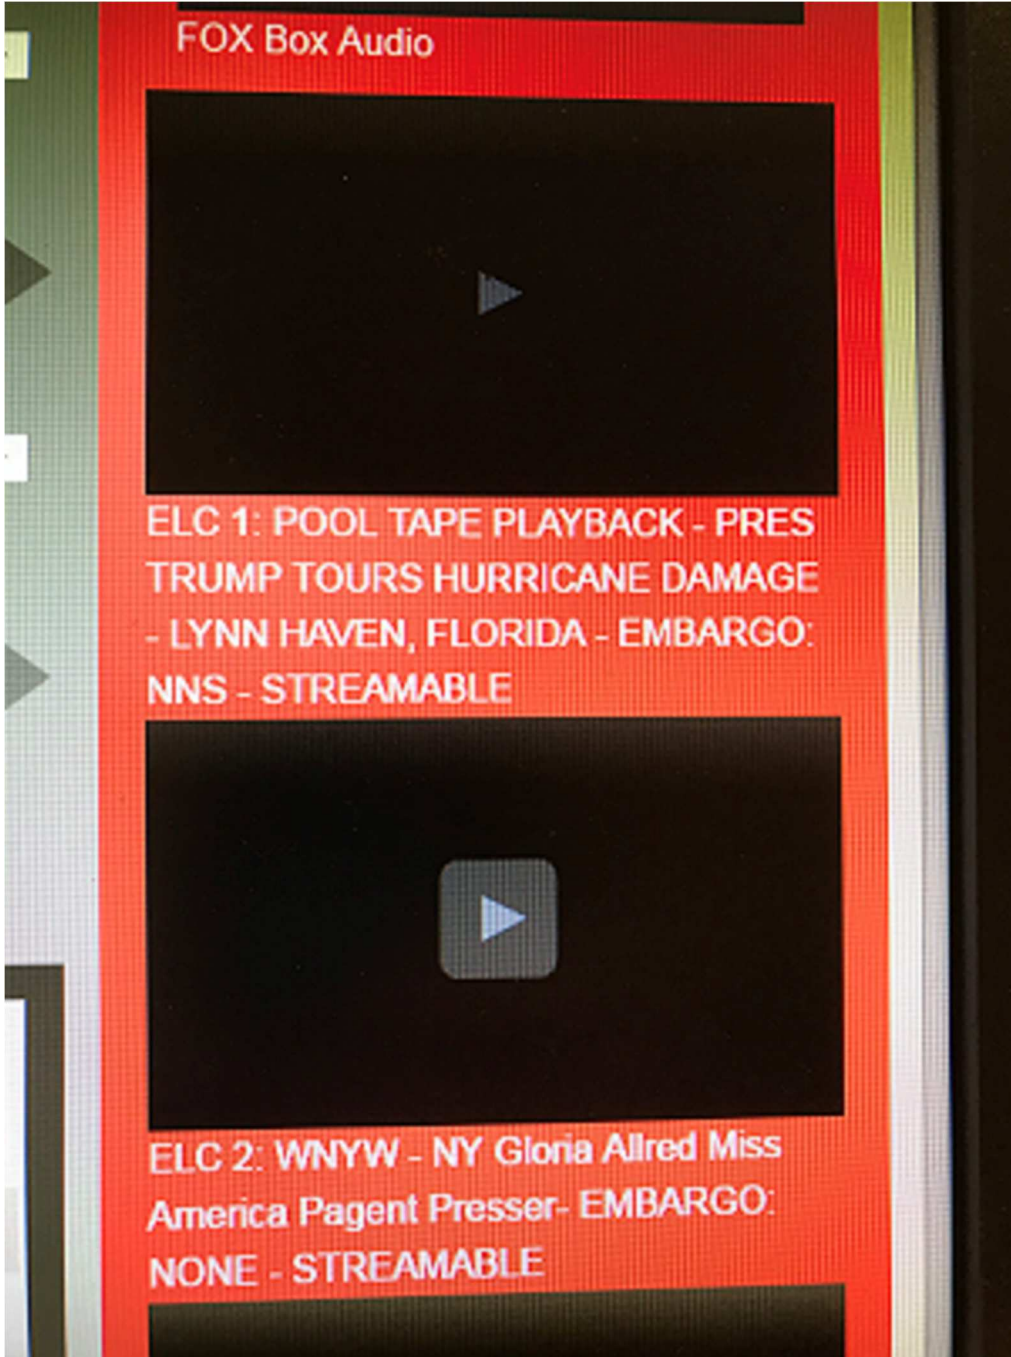 FOX Box Audio
ELC 1: POOL TAPE PLAYBACK - PRES
TRUMP TOURS HURRICANE DAMAGE
- LYNN HAVEN, FLORIDA - EMBARGO:
NNS - STREAMABLE
ELC 2: WNYW - NY Gloria Allred Miss
America Pagent Presser- EMBARGO:
NONE - STREAMABLE